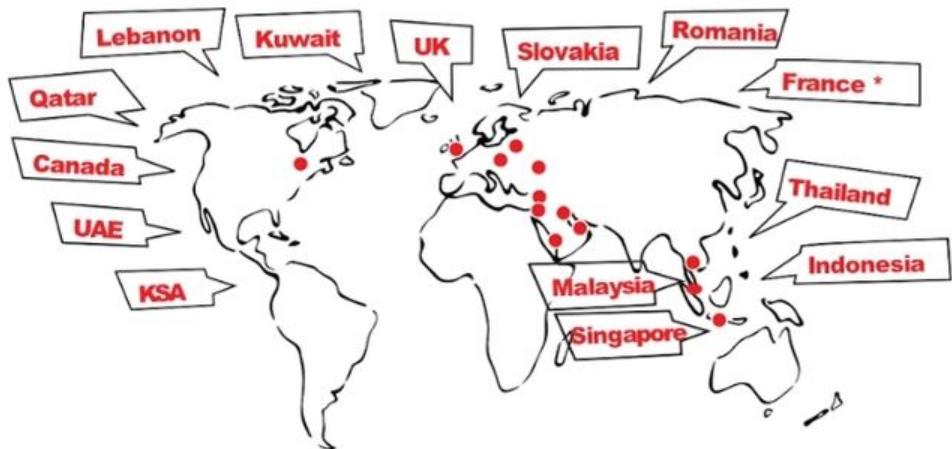 Lebanon
Kuwait
UK
Slovakia
Romania
France *
Qatar
Canada
Thailand
UAE
Indonesia
KSA
Malaysia
Singapore